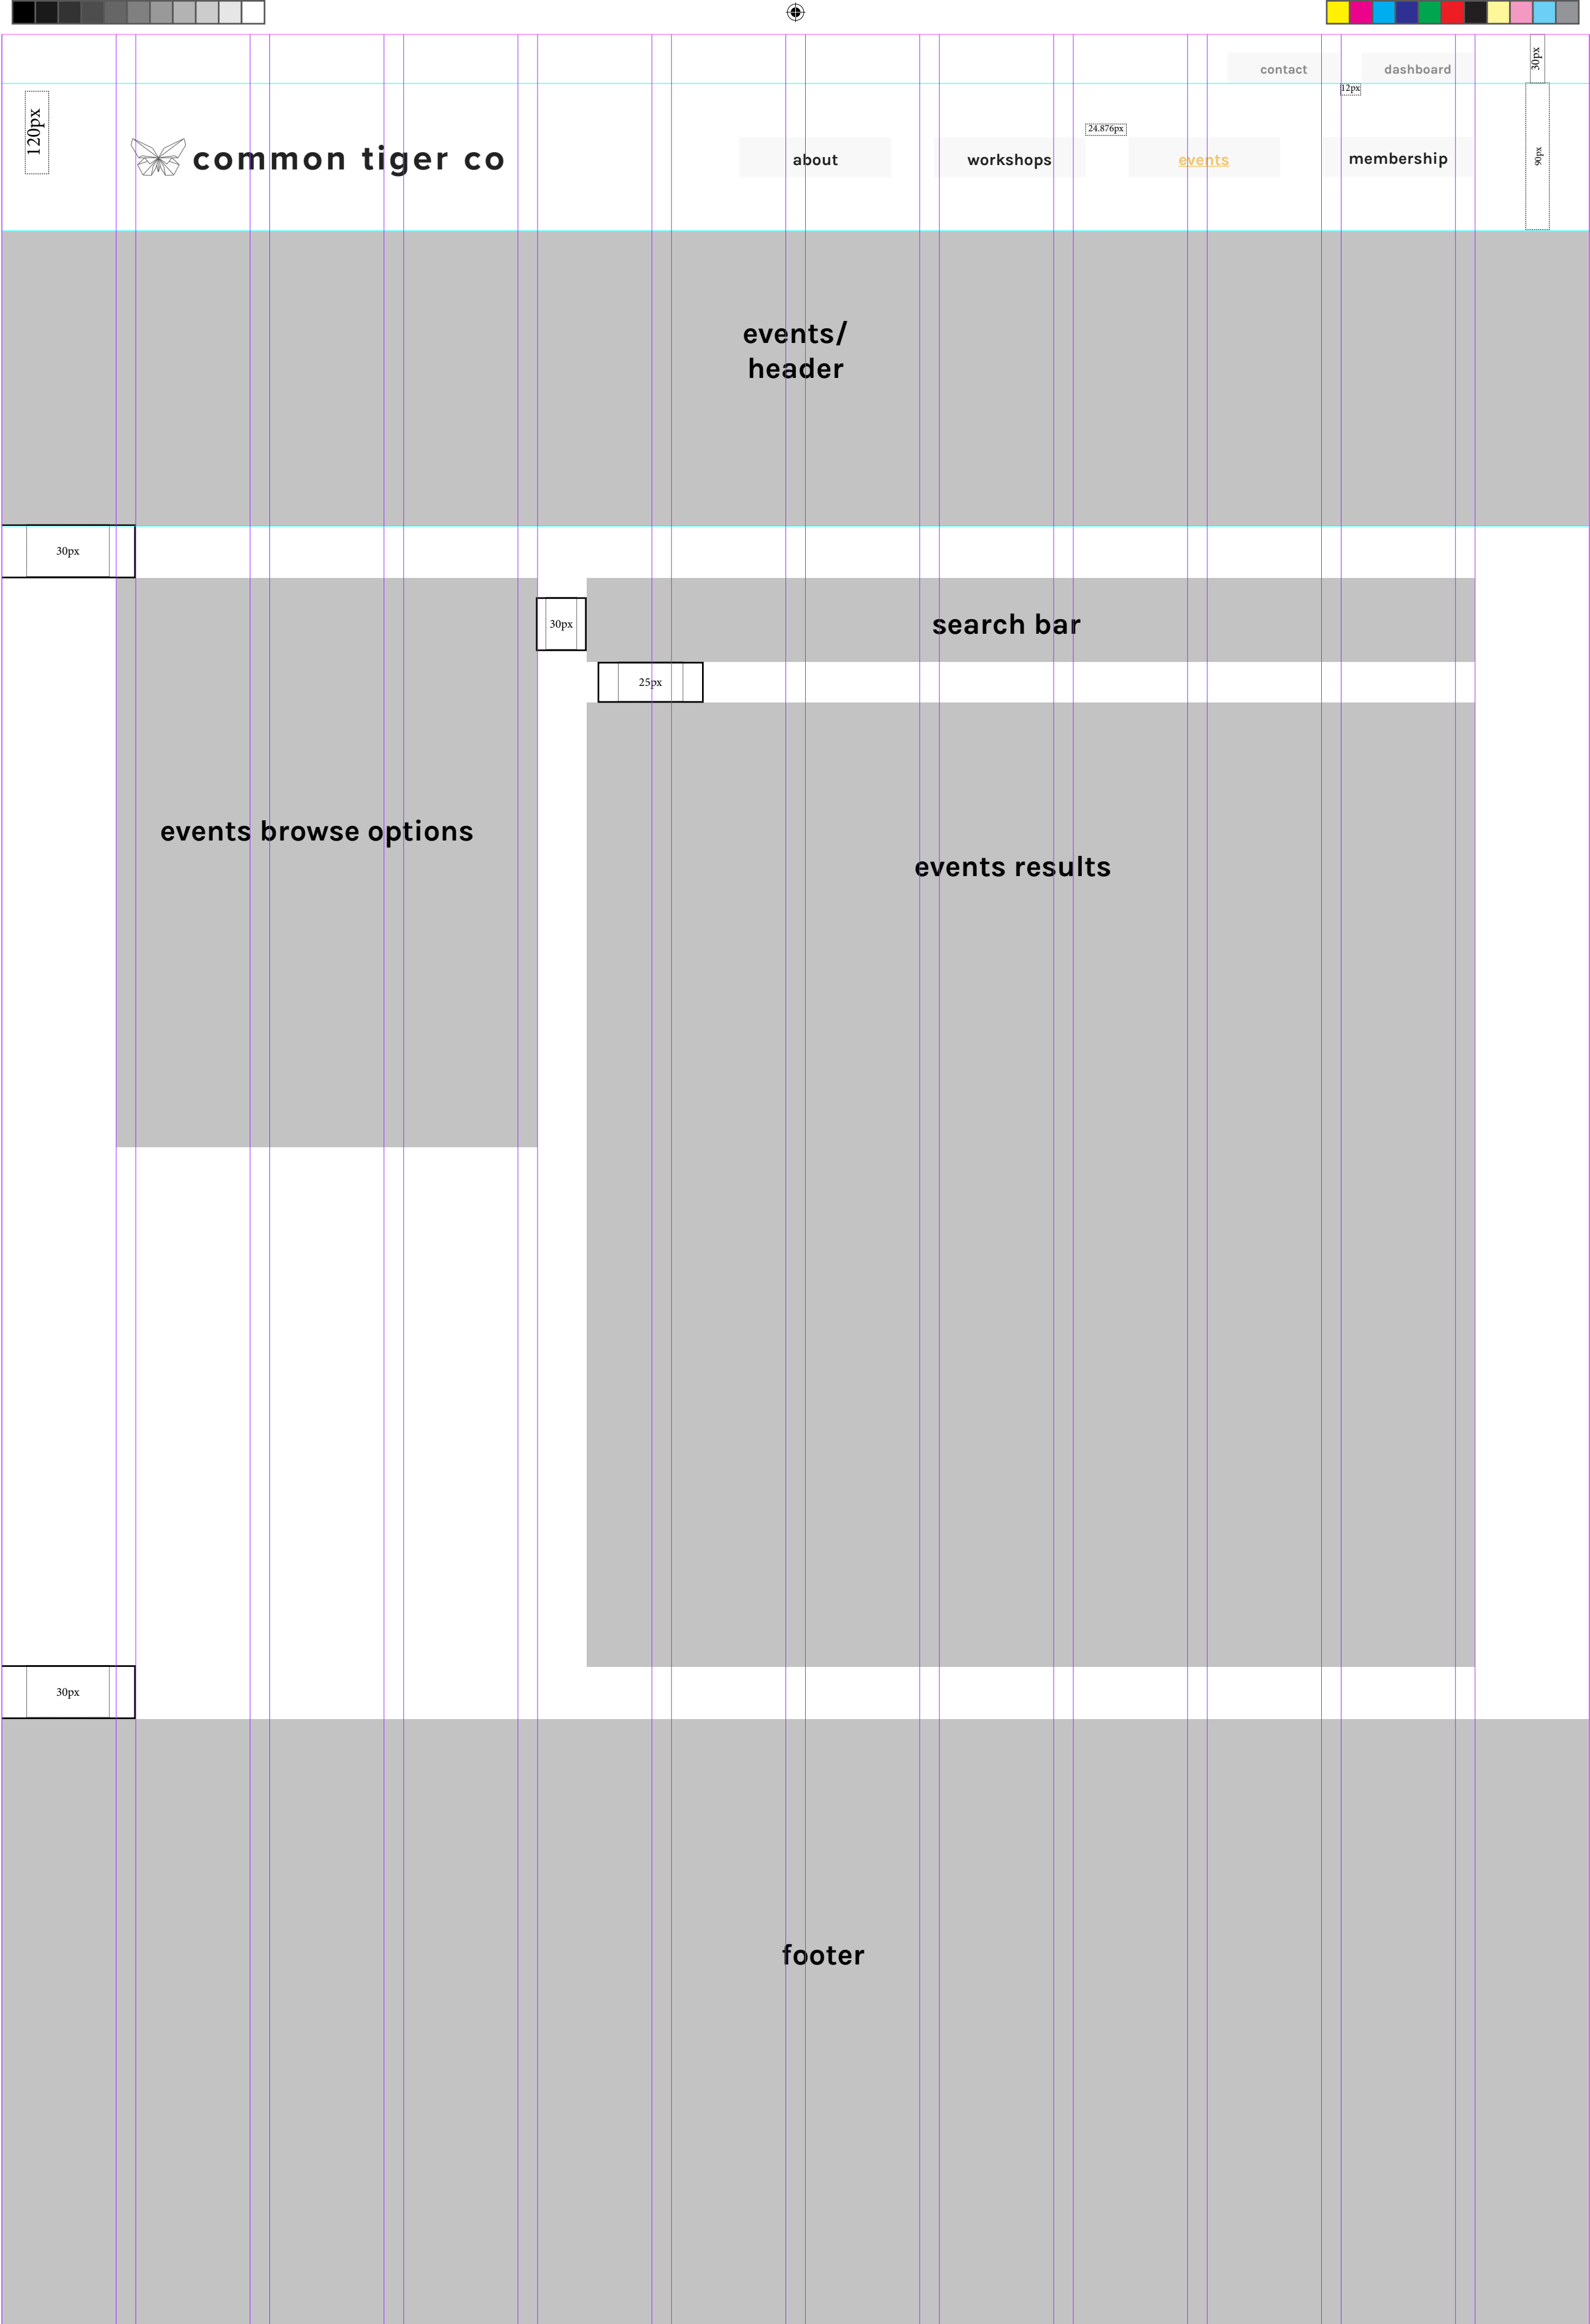 contact
dashboard
30px
12px
120px
24.876px
common tiger co
about
workshops
events
membership
90px
events/
header
30px
30px
search bar
25px
events browse options
events results
30px
footer